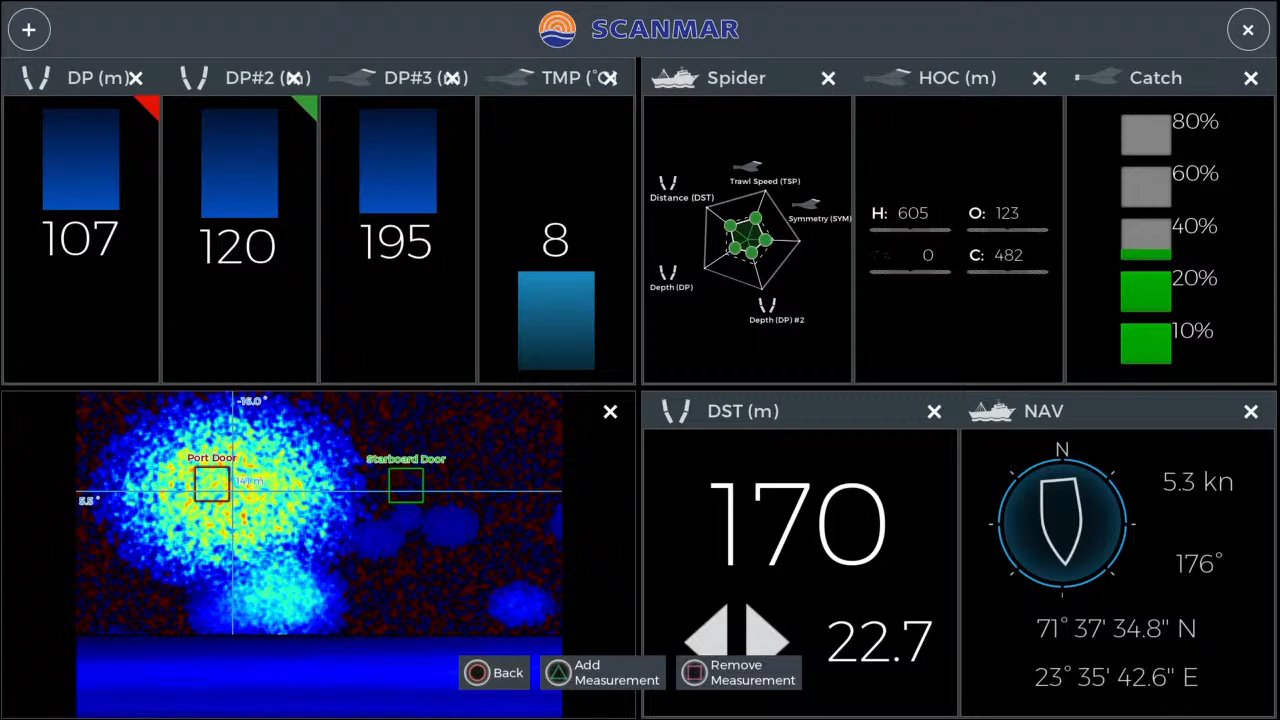 SCANMAR
DP (m)
DP#2 (m)
DP#3 (m)
TMP (°C)
Spider
HOC (m)
Catch
107
120
195
8
Trawl Speed (TSP)
Distance (DST)
Symmetry (SYM)
Depth (DP)
Depth (DP) #2
H: 605
O: 123
0
C: 482
80%
60%
40%
20%
10%
-16.0 °
Port Door
Starboard Door
141 m
5.5 °
DST (m)
NAV
170
22.7
N
5.3 kn
176°
71° 37' 34.8" N
23° 35' 42.6" E
Back
Add
Measurement
Remove
Measurement